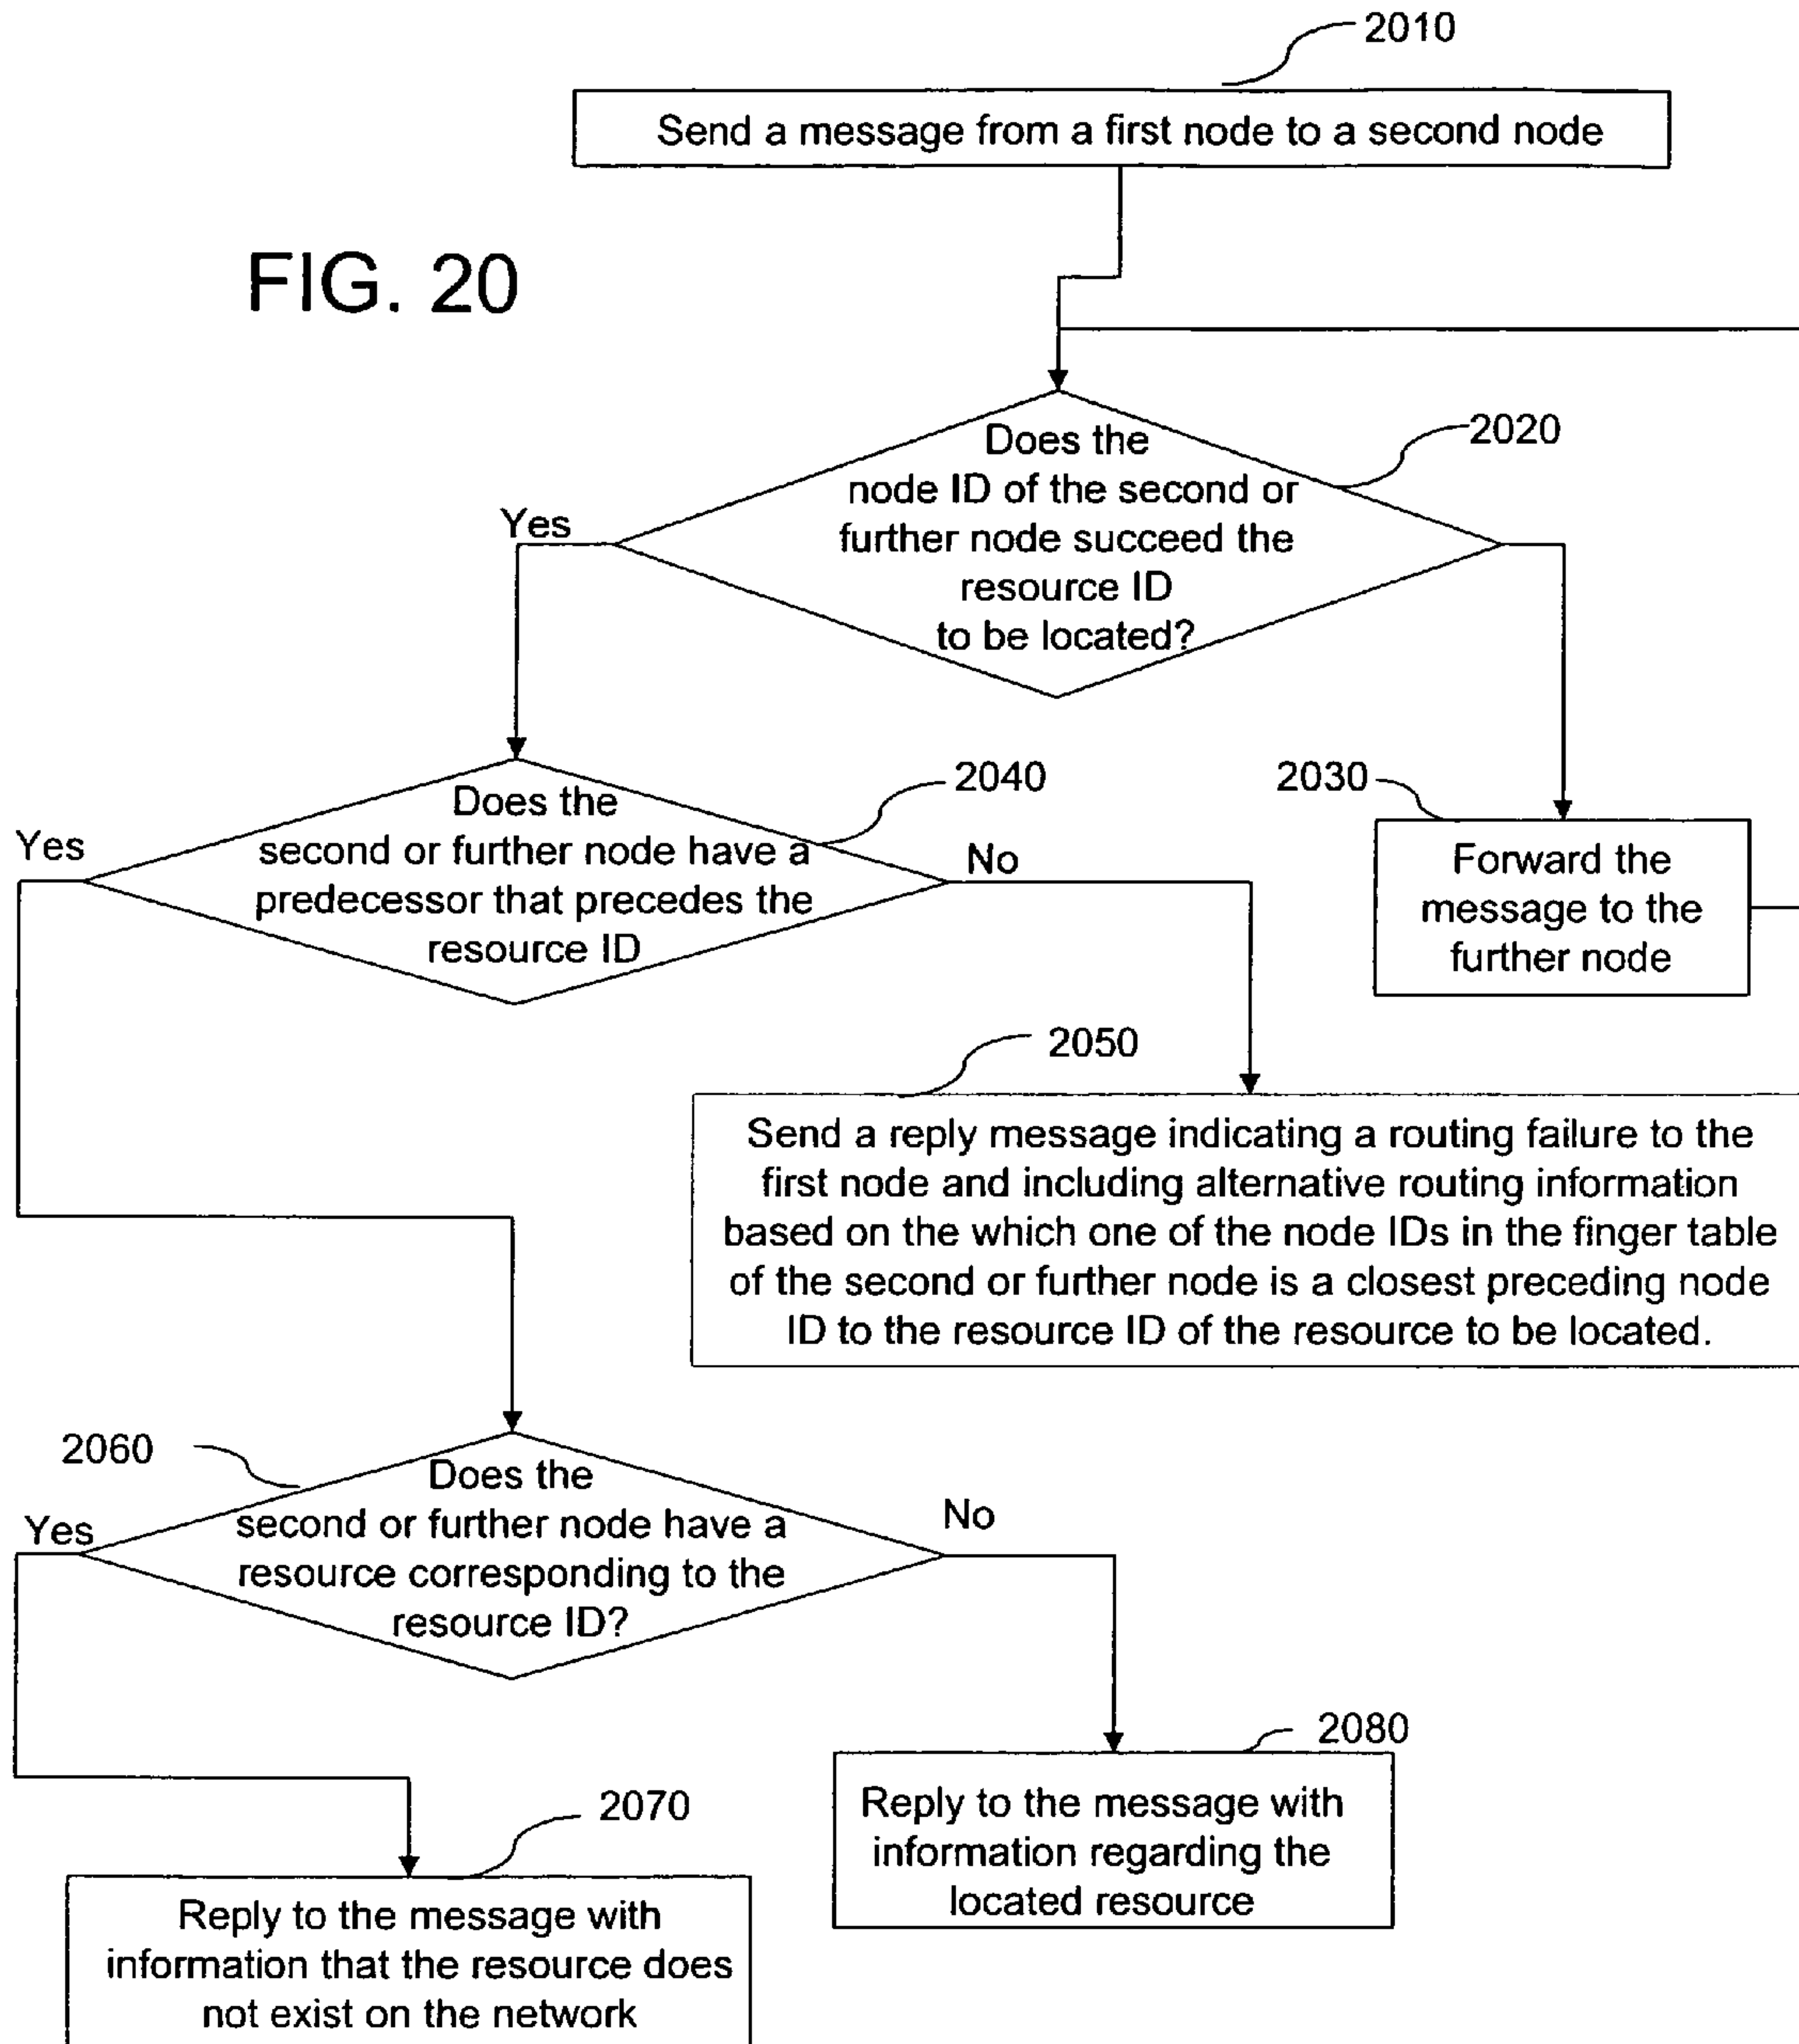 2010
Send a message from a first node to a second node
FIG. 20
2020
Does the
node ID of the second or
further node succeed the
resource ID
to be located?
Yes
2040
Does the
second or further node have a
predecessor that precedes the
resource ID
Yes
No
2030
Forward the
message to the
further node
2050
Send a reply message indicating a routing failure to the
first node and including alternative routing information
based on the which one of the node IDs in the finger table
of the second or further node is a closest preceding node
ID to the resource ID of the resource to be located.
2060
Does the
second or further node have a
resource corresponding to the
resource ID?
Yes
No
2080
Reply to the message with
information regarding the
located resource
2070
Reply to the message with
information that the resource does
not exist on the network